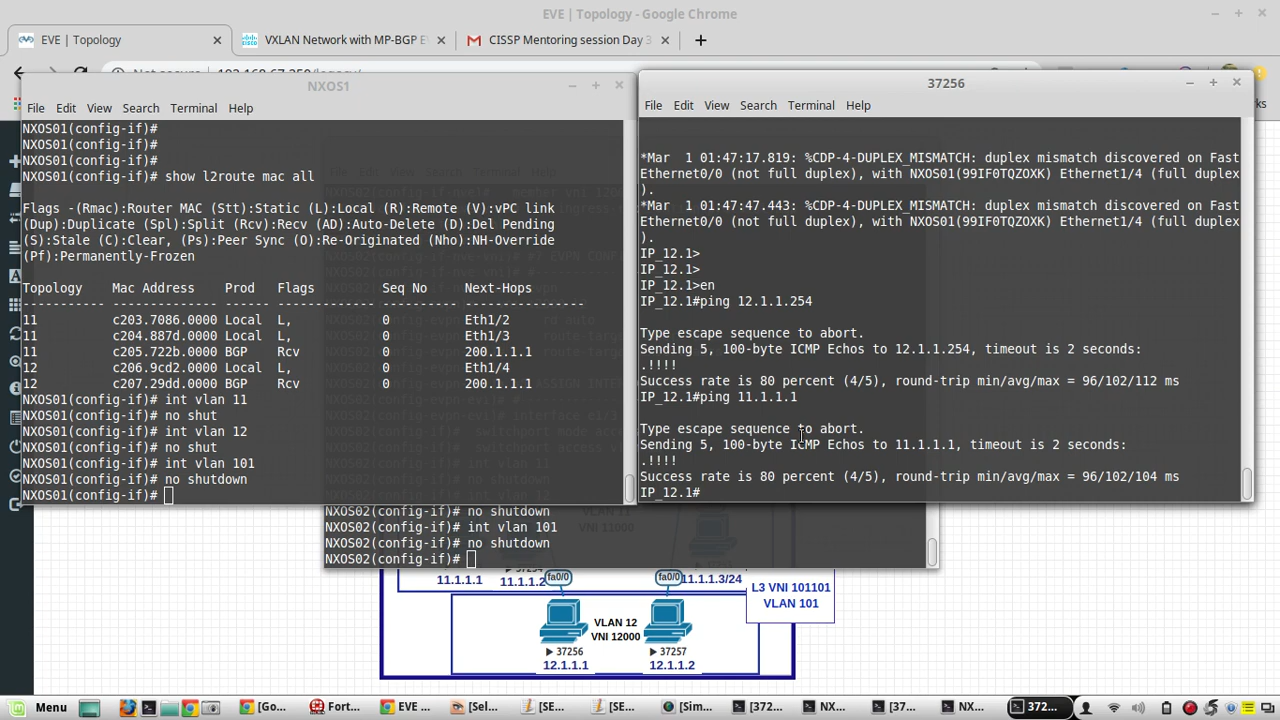 EVE | Topology - Google Chrome
EVE | Topology
VXLAN Network with MP-BGP E
CISSP Mentoring session Day 3
NXOS1
File Edit View Search Terminal Help
NXOS01(config-if)#
NXOS01(config-if)#
NXOS01(config-if)#
NXOS01(config-if)# show l2route mac all
Flags -(Rmac):Router MAC (Stt):Static (L):Local (R):Remote (V):vPC link
(Dup):Duplicate (Spl):Split (Rcv):Recv (AD):Auto-Delete (D):Del Pending
(S):Stale (C):Clear, (Ps):Peer Sync (O):Re-Originated (Nho):NH-Override
(Pf):Permanently-Frozen
Topology Mac Address Prod Flags Seq No Next-Hops
----------- -------------- ------ ------------- ---------- ----------------
11 c203.7086.0000 Local L, 0 Eth1/2
11 c204.887d.0000 Local L, 0 Eth1/3
11 c205.722b.0000 BGP Rcv 0 200.1.1.1
12 c206.9cd2.0000 Local L, 0 Eth1/4
12 c207.29dd.0000 BGP Rcv 0 200.1.1.1
NXOS01(config-if)# int vlan 11
NXOS01(config-if)# no shut
NXOS01(config-if)# int vlan 12
NXOS01(config-if)# no shut
NXOS01(config-if)# int vlan 101
NXOS01(config-if)# no shutdown
NXOS01(config-if)#
37256
File Edit View Search Terminal Help
*Mar  1 01:47:17.819: %CDP-4-DUPLEX_MISMATCH: duplex mismatch discovered on Fast
Ethernet0/0 (not full duplex), with NXOS01(99IF0TQZOXK) Ethernet1/4 (full duplex
).
*Mar  1 01:47:47.443: %CDP-4-DUPLEX_MISMATCH: duplex mismatch discovered on Fast
Ethernet0/0 (not full duplex), with NXOS01(99IF0TQZOXK) Ethernet1/4 (full duplex
).
IP_12.1>
IP_12.1>
IP_12.1>en
IP_12.1#ping 12.1.1.254
Type escape sequence to abort.
Sending 5, 100-byte ICMP Echos to 12.1.1.254, timeout is 2 seconds:
.!!!!
Success rate is 80 percent (4/5), round-trip min/avg/max = 96/102/112 ms
IP_12.1#ping 11.1.1.1
Type escape sequence to abort.
Sending 5, 100-byte ICMP Echos to 11.1.1.1, timeout is 2 seconds:
.!!!!
Success rate is 80 percent (4/5), round-trip min/avg/max = 96/102/104 ms
IP_12.1#
NXOS02(config-if)# no shutdown
NXOS02(config-if)# int vlan 101
NXOS02(config-if)# no shutdown
NXOS02(config-if)#
11.1.1.1 11.1.1.2 fa0/0 fa0/0 11.1.1.3/24
L3 VNI 101101
VLAN 101
VLAN 12
VNI 12000
37256 37257
12.1.1.1 12.1.1.2
Menu [Go... Fort... EVE ... [Sel... [SE... [SE... [Sim... [372... NX... [37... NX... 372...